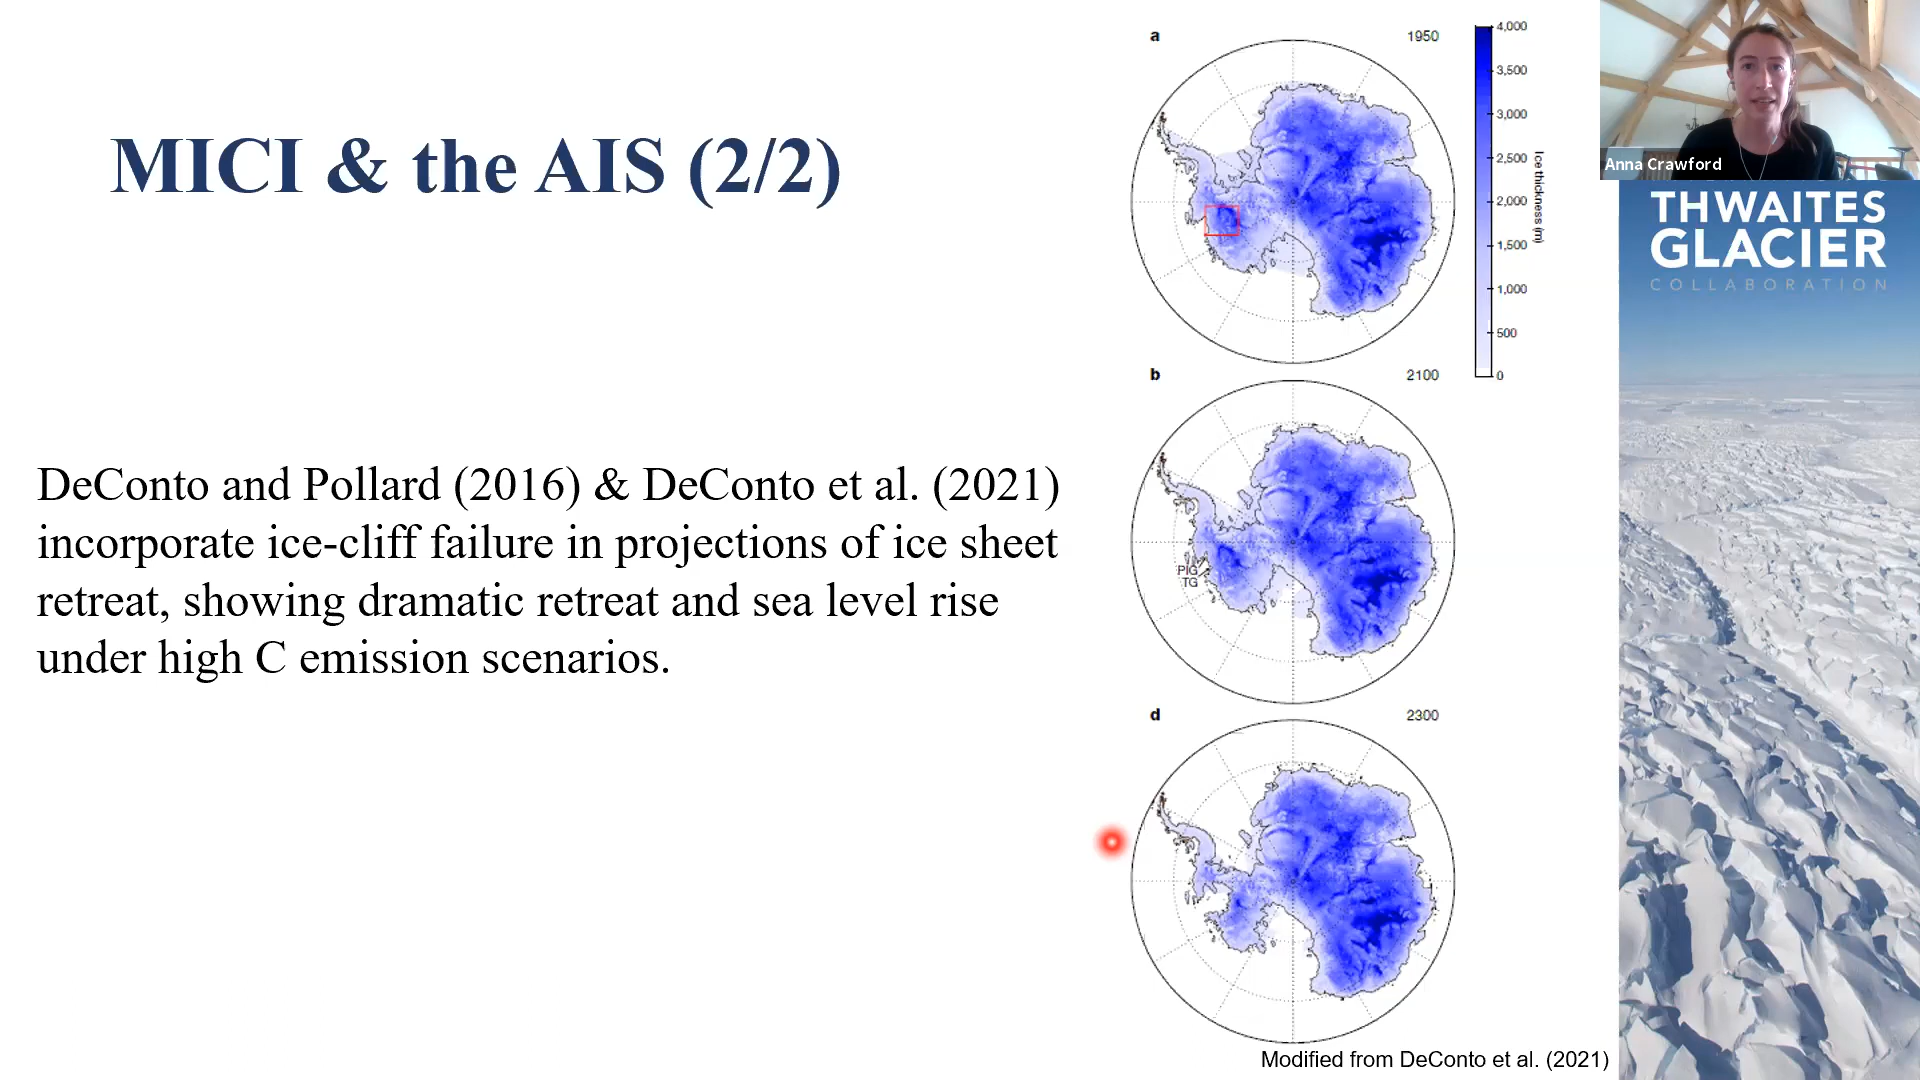 MICI & the AIS (2/2)
DeConto and Pollard (2016) & DeConto et al. (2021)
incorporate ice-cliff failure in projections of ice sheet
retreat, showing dramatic retreat and sea level rise
under high C emission scenarios.
a
1950
4,000
3,500
3,000
2,500
2,000
1,500
1,000
500
0
Ice thickness (m)
b
2100
PIG
TG
d
2300
Modified from DeConto et al. (2021)
Anna Crawford
THWAITES
GLACIER
COLLABORATION